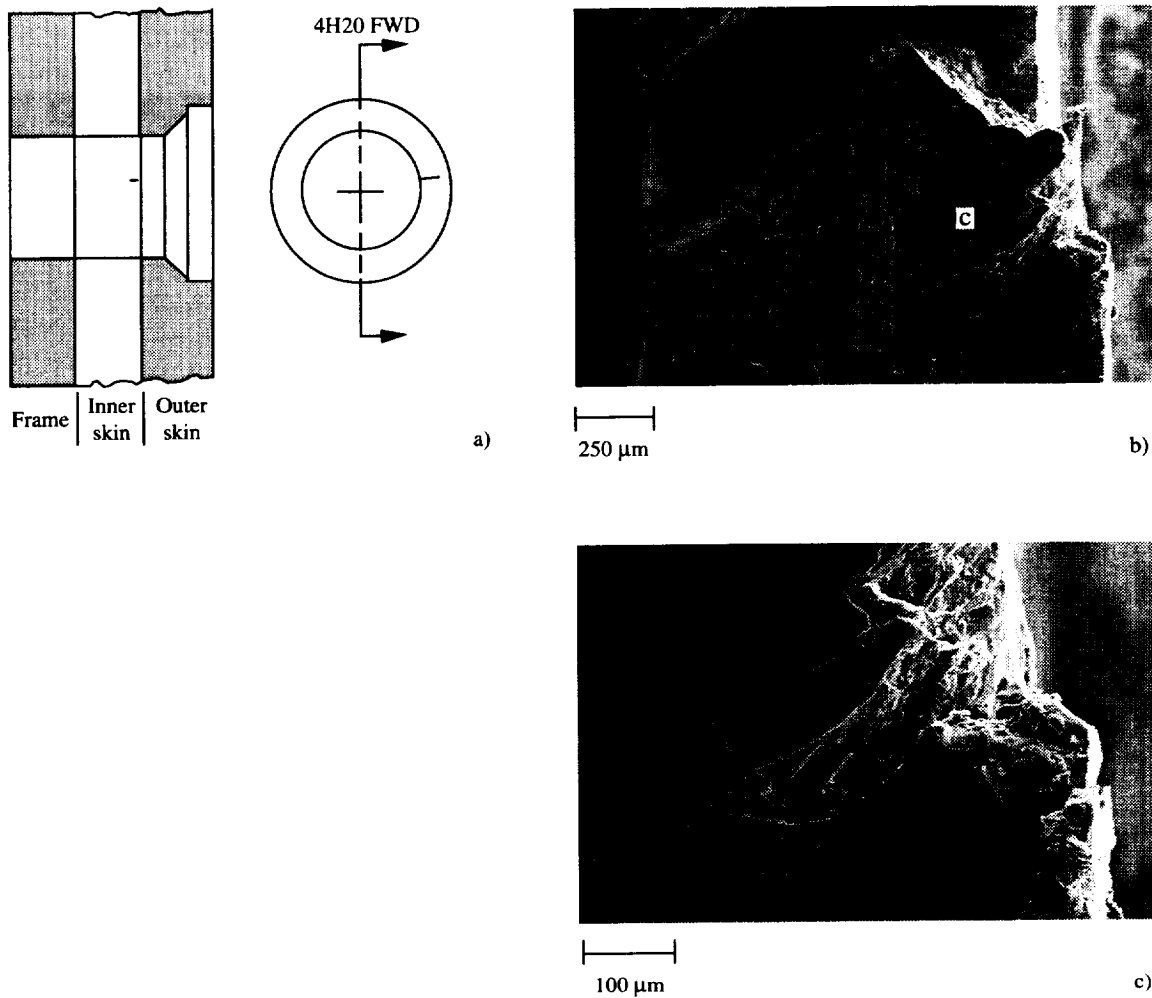 4H20 FWD
Frame
Inner
skin
Outer
skin
a)
c
250 μm
b)
100 μm
c)